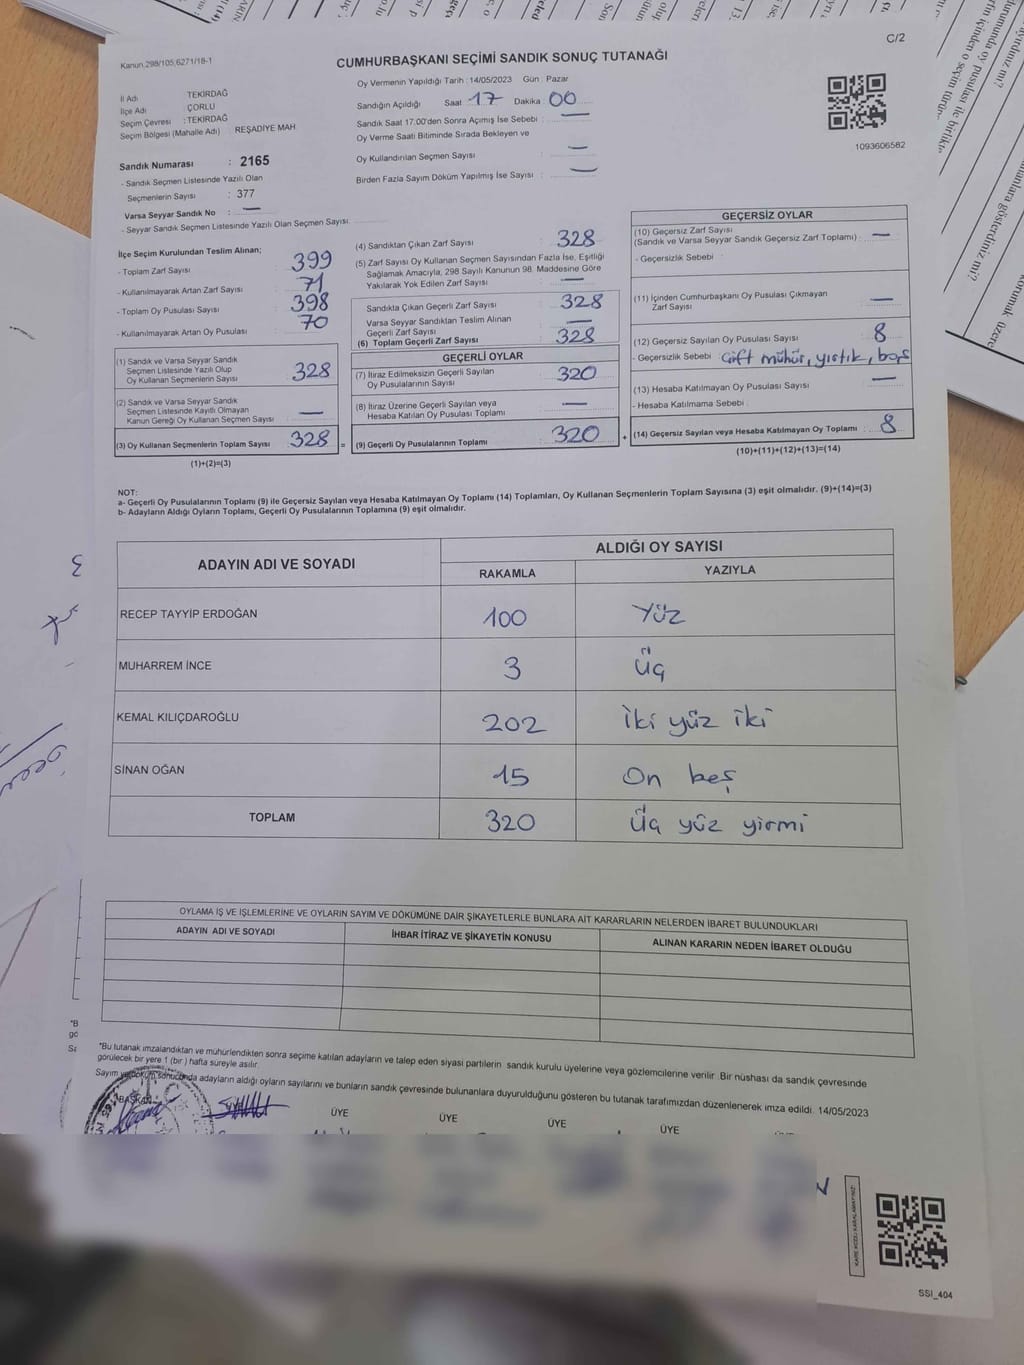 C/2
Kanun,298/105,6271/18-1
CUMHURBAŞKANI SEÇİMİ SANDIK SONUÇ TUTANAĞI
İl Adı TEKİRDAĞ
İlçe Adı ÇORLU
Seçim Çevresi : TEKİRDAĞ
Seçim Bölgesi (Mahalle Adı) : REŞADİYE MAH.
Sandık Numarası : 2165
- Sandık Seçmen Listesinde Yazılı Olan
Seçmenlerin Sayısı : 377
Varsa Seyyar Sandık No : —
- Seyyar Sandık Seçmen Listesinde Yazılı Olan Seçmen Sayısı
Oy Vermenin Yapıldığı Tarih : 14/05/2023 Gün : Pazar
Sandığın Açıldığı Saat 17 Dakika : 00
Sandık Saat 17:00'den Sonra Açılmış İse Sebebi : —
Oy Verme Saati Bitiminde Sırada Bekleyen ve
Oy Kullandırılan Seçmen Sayısı : —
Birden Fazla Sayım Döküm Yapılmış İse Sayısı : —
1093606582
İlçe Seçim Kurulundan Teslim Alınan;
- Toplam Zarf Sayısı 399
- Kullanılmayarak Artan Zarf Sayısı 71
- Toplam Oy Pusulası Sayısı 398
- Kullanılmayarak Artan Oy Pusulası 70
(1) Sandık ve Varsa Seyyar Sandık
Seçmen Listesinde Yazılı Olup
Oy Kullanan Seçmenlerin Sayısı 328
(2) Sandık ve Varsa Seyyar Sandık
Seçmen Listesinde Kayıtlı Olmayan
Kanun Gereği Oy Kullanan Seçmen Sayısı —
(3) Oy Kullanan Seçmenlerin Toplam Sayısı 328 =
(1)+(2)=(3)
(4) Sandıktan Çıkan Zarf Sayısı 328
(5) Zarf Sayısı Oy Kullanan Seçmen Sayısından Fazla İse, Eşitliği
Sağlamak Amacıyla, 298 Sayılı Kanunun 98. Maddesine Göre
Yakılarak Yok Edilen Zarf Sayısı : —
Sandıkta Çıkan Geçerli Zarf Sayısı 328
Varsa Seyyar Sandıktan Teslim Alınan
Geçerli Zarf Sayısı —
(6) Toplam Geçerli Zarf Sayısı 328
GEÇERLİ OYLAR
(7) İtiraz Edilmeksizin Geçerli Sayılan
Oy Pusulalarının Sayısı 320
(8) İtiraz Üzerine Geçerli Sayılan veya
Hesaba Katılan Oy Pusulası Toplamı —
(9) Geçerli Oy Pusulalarının Toplamı 320 +
GEÇERSİZ OYLAR
(10) Geçersiz Zarf Sayısı
(Sandık ve Varsa Seyyar Sandık Geçersiz Zarf Toplamı) : —
- Geçersizlik Sebebi :
(11) İçinden Cumhurbaşkanı Oy Pusulası Çıkmayan
Zarf Sayısı —
(12) Geçersiz Sayılan Oy Pusulası Sayısı 8
- Geçersizlik Sebebi : Çift mühür, yırtık, boş
(13) Hesaba Katılmayan Oy Pusulası Sayısı —
- Hesaba Katılmama Sebebi :
(14) Geçersiz Sayılan veya Hesaba Katılmayan Oy Toplamı : 8
(10)+(11)+(12)+(13)=(14)
NOT:
a- Geçerli Oy Pusulalarının Toplamı (9) ile Geçersiz Sayılan veya Hesaba Katılmayan Oy Toplamı (14) Toplamları, Oy Kullanan Seçmenlerin Toplam Sayısına (3) eşit olmalıdır. (9)+(14)=(3)
b- Adayların Aldığı Oyların Toplamı, Geçerli Oy Pusulalarının Toplamına (9) eşit olmalıdır.
ADAYIN ADI VE SOYADI ALDIĞI OY SAYISI
RAKAMLA YAZIYLA
RECEP TAYYİP ERDOĞAN 100 Yüz
MUHARREM İNCE 3 Üç
KEMAL KILIÇDAROĞLU 202 İki yüz iki
SİNAN OĞAN 15 On beş
TOPLAM 320 Üç yüz yirmi
OYLAMA İŞ VE İŞLEMLERİNE VE OYLARIN SAYIM VE DÖKÜMÜNE DAİR ŞİKAYETLERLE BUNLARA AİT KARARLARIN NELERDEN İBARET BULUNDUKLARI
ADAYIN ADI VE SOYADI İHBAR İTİRAZ VE ŞİKAYETİN KONUSU ALINAN KARARIN NEDEN İBARET OLDUĞU
*Bu tutanak imzalandıktan ve mühürlendikten sonra seçime katılan adayların ve talep eden siyasi partilerin sandık kurulu üyelerine veya gözlemcilerine verilir. Bir nüshası da sandık çevresinde
görülecek bir yere 1 (bir) hafta süreyle asılır.
Sayım ve döküm sonucunda adayların aldığı oyların sayılarını ve bunların sandık çevresinde bulunanlara duyurulduğunu gösteren bu tutanak tarafımızdan düzenlenerek imza edildi. 14/05/2023
BAŞKAN ÜYE ÜYE ÜYE ÜYE ÜYE
SSI_404